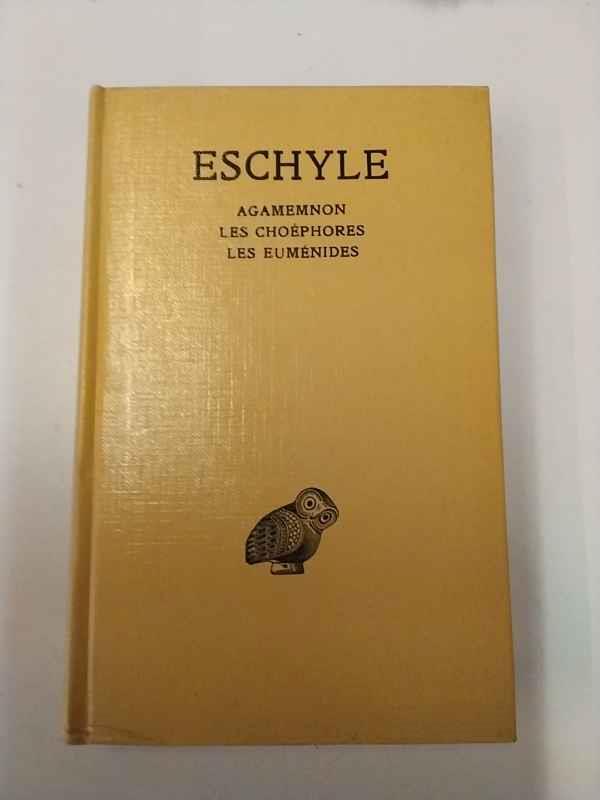 ESCHYLE
AGAMEMNON
LES CHOÉPHORES
LES EUMÉNIDES